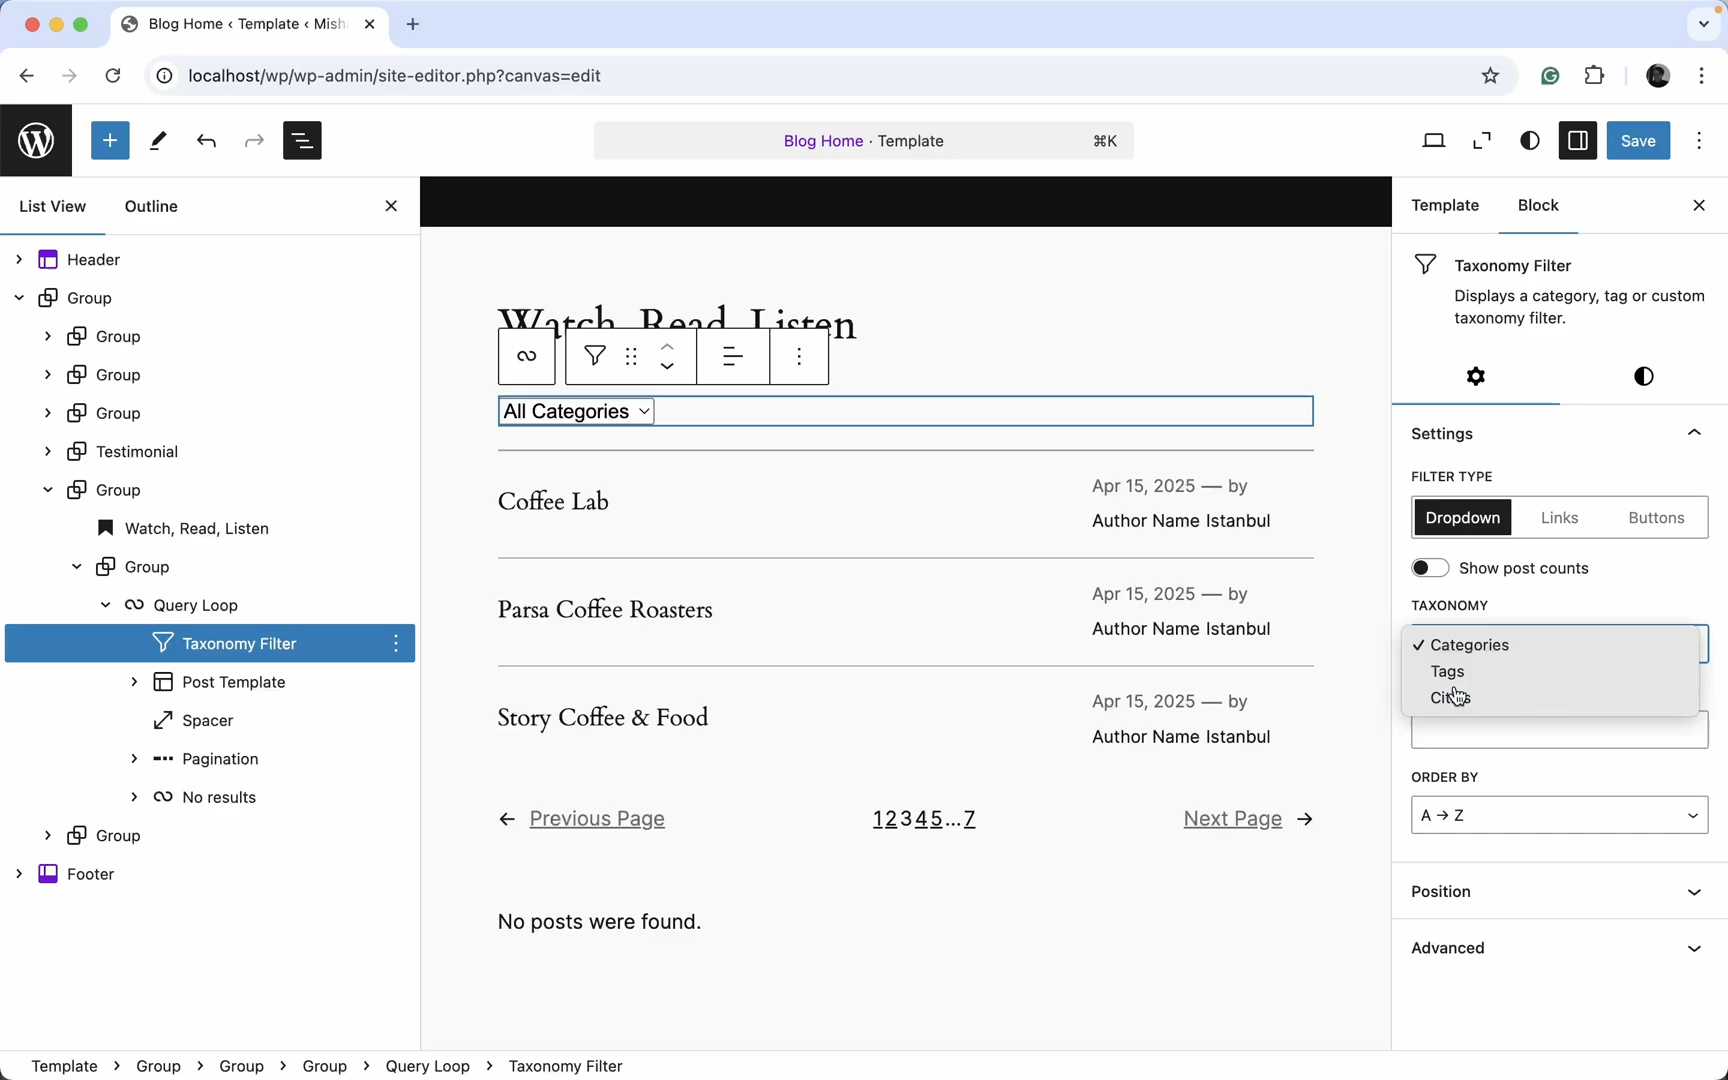 Blog Home ‹ Template ‹ Mish
localhost/wp/wp-admin/site-editor.php?canvas=edit
Blog Home · Template ⌘K
Save
List View Outline
Header
Group
Group
Group
Group
Testimonial
Group
Watch, Read, Listen
Group
Query Loop
Taxonomy Filter
Post Template
Spacer
Pagination
No results
Group
Footer
Watch, Read, Listen
All Categories
Coffee Lab
Apr 15, 2025 — by
Author Name Istanbul
Parsa Coffee Roasters
Apr 15, 2025 — by
Author Name Istanbul
Story Coffee & Food
Apr 15, 2025 — by
Author Name Istanbul
← Previous Page 1 2 3 4 5 … 7 Next Page →
No posts were found.
Template Block
Taxonomy Filter
Displays a category, tag or custom
taxonomy filter.
Settings
FILTER TYPE
Dropdown Links Buttons
Show post counts
TAXONOMY
✓ Categories
Tags
ORDER BY
A → Z
Position
Advanced
Template > Group > Group > Group > Query Loop > Taxonomy Filter